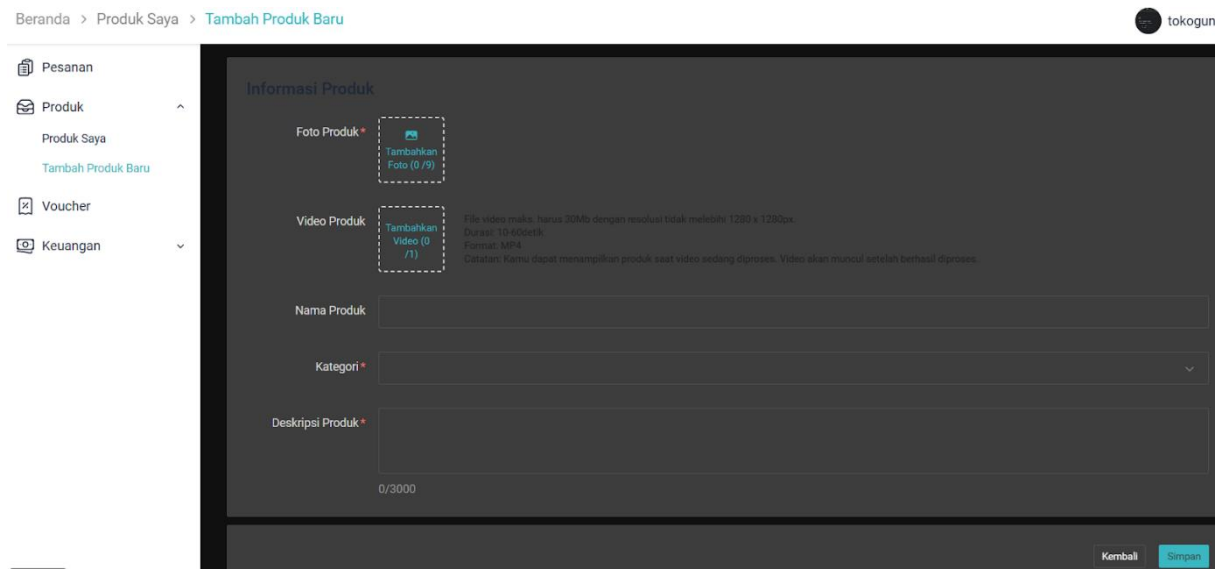 Beranda > Produk Saya > Tambah Produk Baru
tokogun
Pesanan
Produk
Produk Saya
Tambah Produk Baru
Voucher
Keuangan
Informasi Produk
Foto Produk*
Tambahkan
Foto (0 /9)
Video Produk
Tambahkan
Video (0
/1)
File video maks. harus 30Mb dengan resolusi tidak melebihi 1280 x 1280px.
Durasi: 10-60detik
Format: MP4
Catatan: Kamu dapat menampilkan produk saat video sedang diproses. Video akan muncul setelah berhasil diproses.
Nama Produk
Kategori*
Deskripsi Produk*
0/3000
Kembali
Simpan